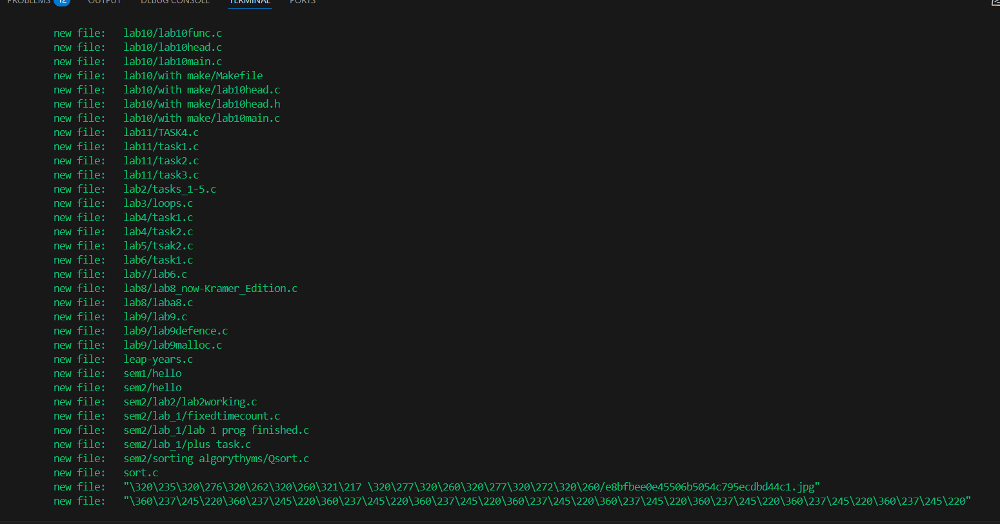 PROBLEMS 12 OUTPUT DEBUG CONSOLE TERMINAL PORTS
new file: lab10/lab10func.c
new file: lab10/lab10head.c
new file: lab10/lab10main.c
new file: lab10/with make/Makefile
new file: lab10/with make/lab10head.c
new file: lab10/with make/lab10head.h
new file: lab10/with make/lab10main.c
new file: lab11/TASK4.c
new file: lab11/task1.c
new file: lab11/task2.c
new file: lab11/task3.c
new file: lab2/tasks_1-5.c
new file: lab3/loops.c
new file: lab4/task1.c
new file: lab4/task2.c
new file: lab5/tsak2.c
new file: lab6/task1.c
new file: lab7/lab6.c
new file: lab8/lab8_now-Kramer_Edition.c
new file: lab8/laba8.c
new file: lab9/lab9.c
new file: lab9/lab9defence.c
new file: lab9/lab9malloc.c
new file: leap-years.c
new file: sem1/hello
new file: sem2/hello
new file: sem2/lab2/lab2working.c
new file: sem2/lab_1/fixedtimecount.c
new file: sem2/lab_1/lab 1 prog finished.c
new file: sem2/lab_1/plus task.c
new file: sem2/sorting algorythyms/Qsort.c
new file: sort.c
new file: "\320\235\320\276\320\262\320\260\321\217 \320\277\320\260\320\277\320\272\320\260/e8bfbee0e45506b5054c795ecdbd44c1.jpg"
new file: "\360\237\245\220\360\237\245\220\360\237\245\220\360\237\245\220\360\237\245\220\360\237\245\220\360\237\245\220\360\237\245\220\360\237\245\220"